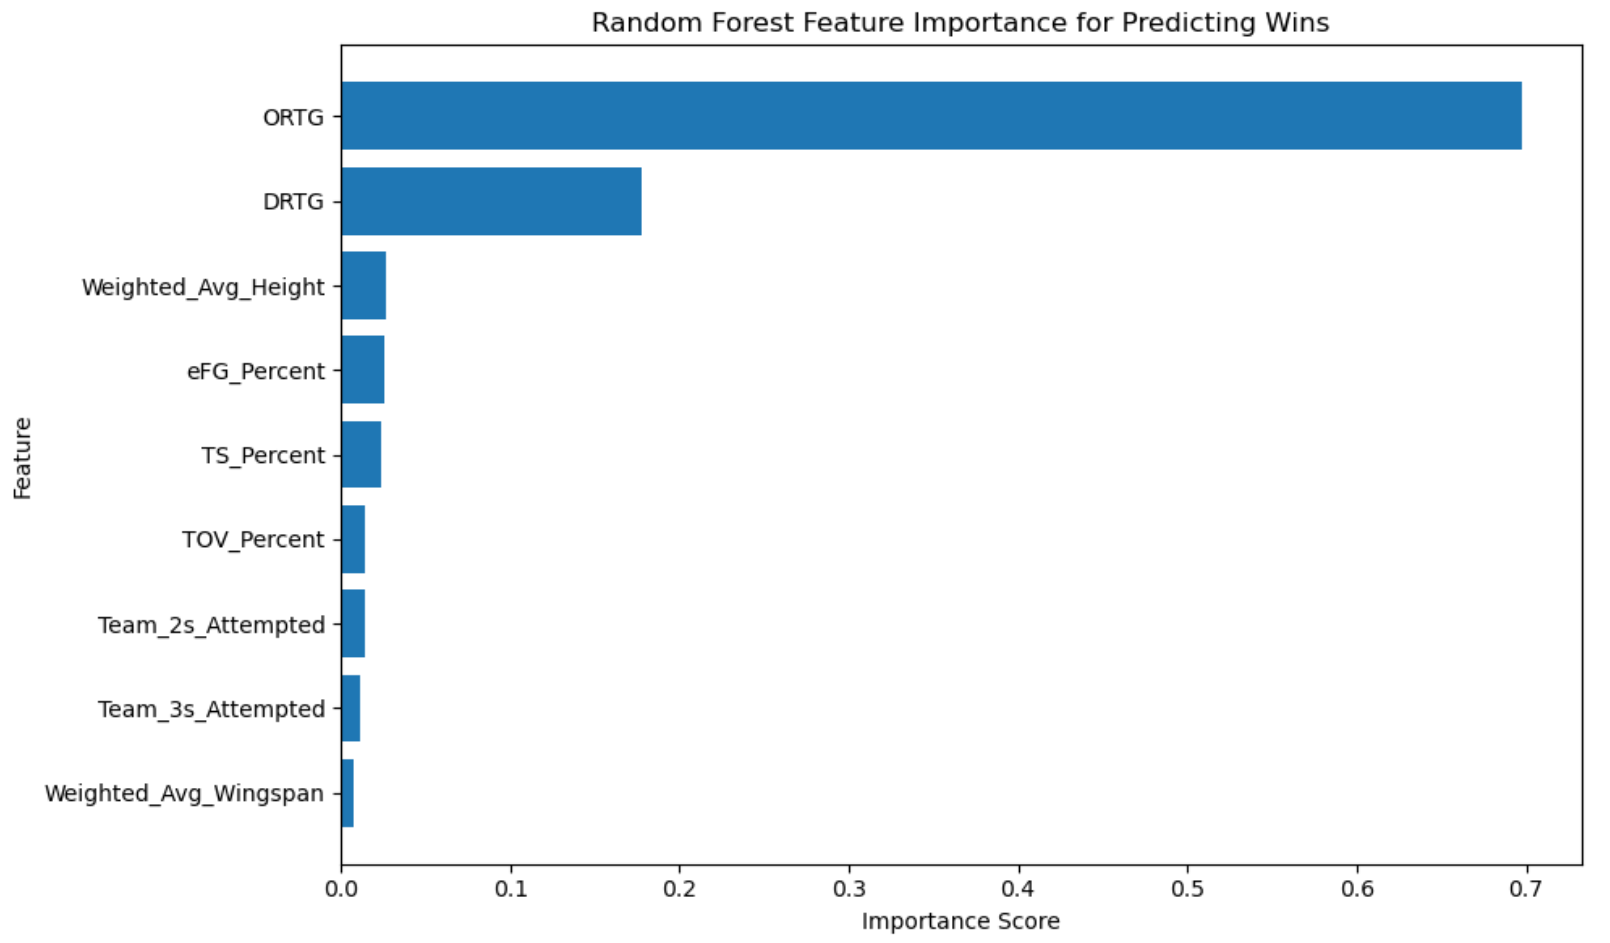 Random Forest Feature Importance for Predicting Wins
ORTG
DRTG
Weighted_Avg_Height
eFG_Percent
TS_Percent
TOV_Percent
Team_2s_Attempted
Team_3s_Attempted
Weighted_Avg_Wingspan
Feature
0.0 0.1 0.2 0.3 0.4 0.5 0.6 0.7
Importance Score